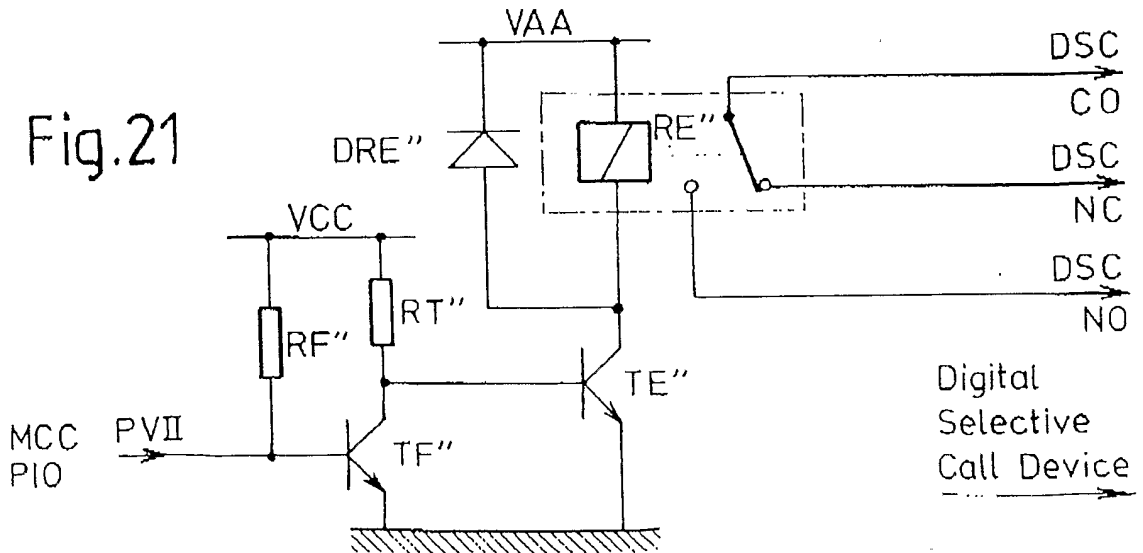 Fig.21
VAA
DSC
CO
DRE"
RE"
DSC
NC
VCC
DSC
NO
RF"
RT"
TE"
MCC
PIO
PVII
TF"
Digital
Selective
Call Device